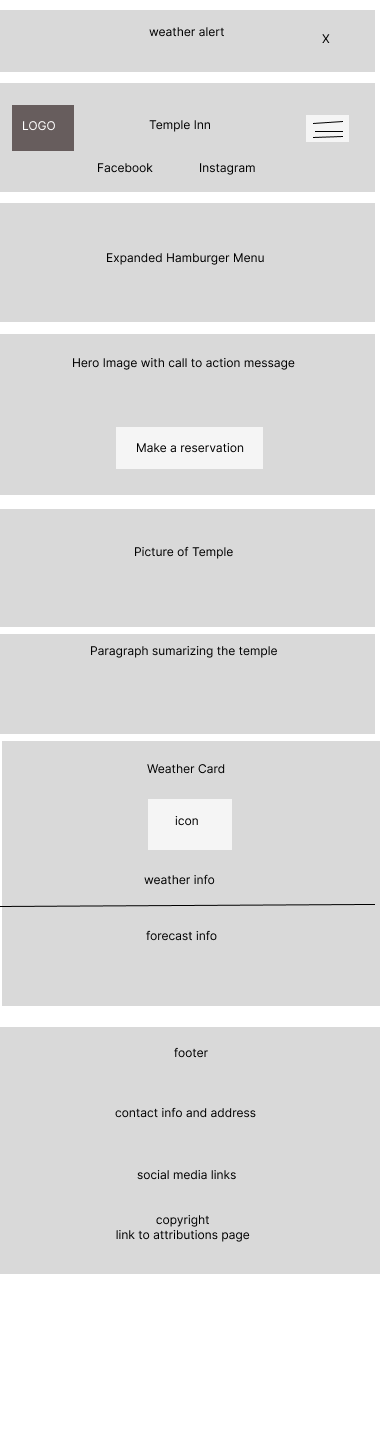 weather alert
X
LOGO
Temple Inn
Facebook
Instagram
Expanded Hamburger Menu
Hero Image with call to action message
Make a reservation
Picture of Temple
Paragraph sumarizing the temple
Weather Card
icon
weather info
forecast info
footer
contact info and address
social media links
copyright
link to attributions page